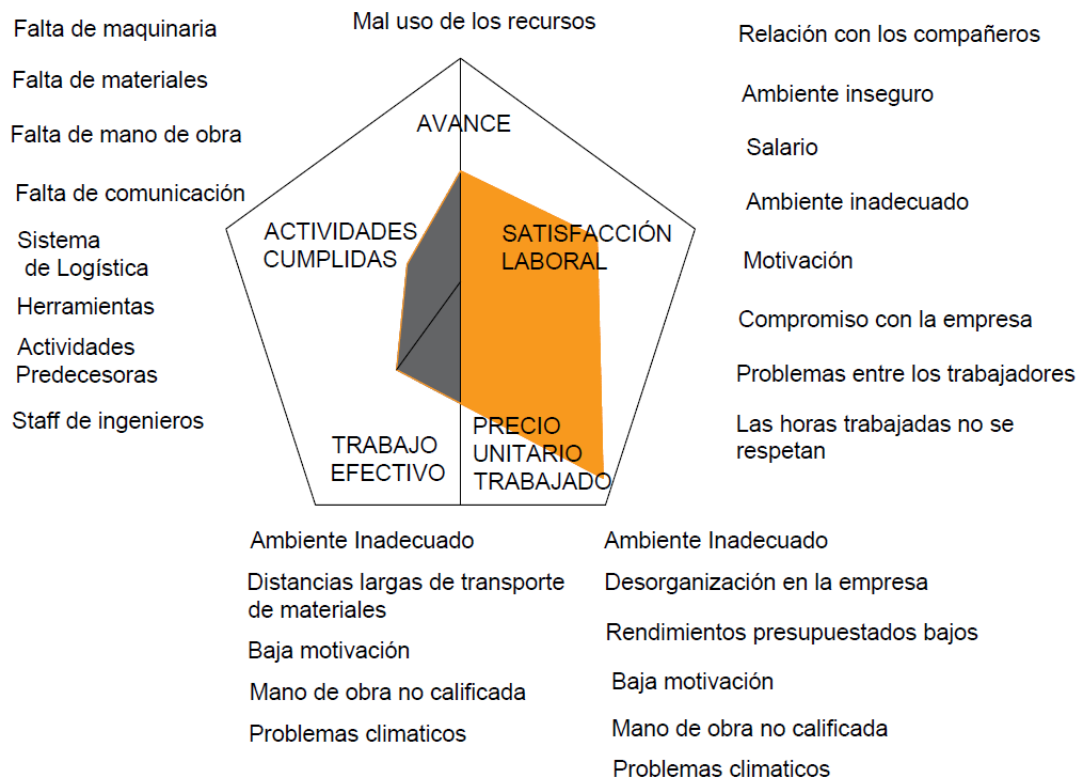 Mal uso de los recursos
Falta de maquinaria
Falta de materiales
Falta de mano de obra
Falta de comunicación
Sistema
de Logística
Herramientas
Actividades
Predecesoras
Staff de ingenieros
AVANCE
ACTIVIDADES
CUMPLIDAS
SATISFACCIÓN
LABORAL
TRABAJO
EFECTIVO
PRECIO
UNITARIO
TRABAJADO
Relación con los compañeros
Ambiente inseguro
Salario
Ambiente inadecuado
Motivación
Compromiso con la empresa
Problemas entre los trabajadores
Las horas trabajadas no se
respetan
Ambiente Inadecuado
Distancias largas de transporte
de materiales
Baja motivación
Mano de obra no calificada
Problemas climaticos
Ambiente Inadecuado
Desorganización en la empresa
Rendimientos presupuestados bajos
Baja motivación
Mano de obra no calificada
Problemas climaticos